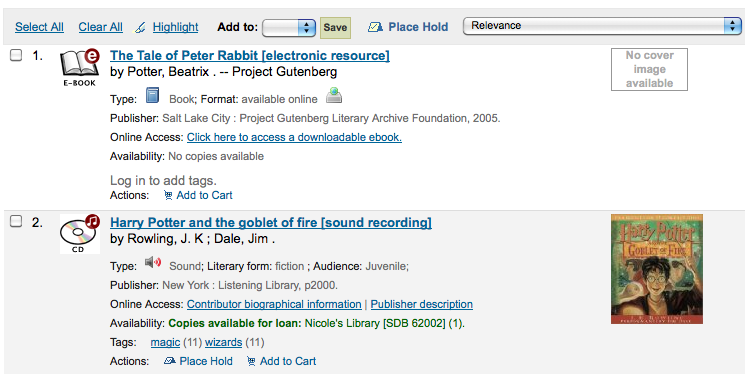 Select All Clear All Highlight Add to: Save Place Hold Relevance
1. The Tale of Peter Rabbit [electronic resource]
by Potter, Beatrix . -- Project Gutenberg
E-BOOK
No cover
image
available
Type: Book; Format: available online
Publisher: Salt Lake City : Project Gutenberg Literary Archive Foundation, 2005.
Online Access: Click here to access a downloadable ebook.
Availability: No copies available
Log in to add tags.
Actions: Add to Cart
2. Harry Potter and the goblet of fire [sound recording]
by Rowling, J. K ; Dale, Jim .
CD
Harry Potter
GOBLET OF FIRE
Type: Sound; Literary form: fiction ; Audience: Juvenile;
Publisher: New York : Listening Library, p2000.
Online Access: Contributor biographical information | Publisher description
Availability: Copies available for loan: Nicole's Library [SDB 62002] (1).
Tags: magic (11) wizards (11)
Actions: Place Hold Add to Cart